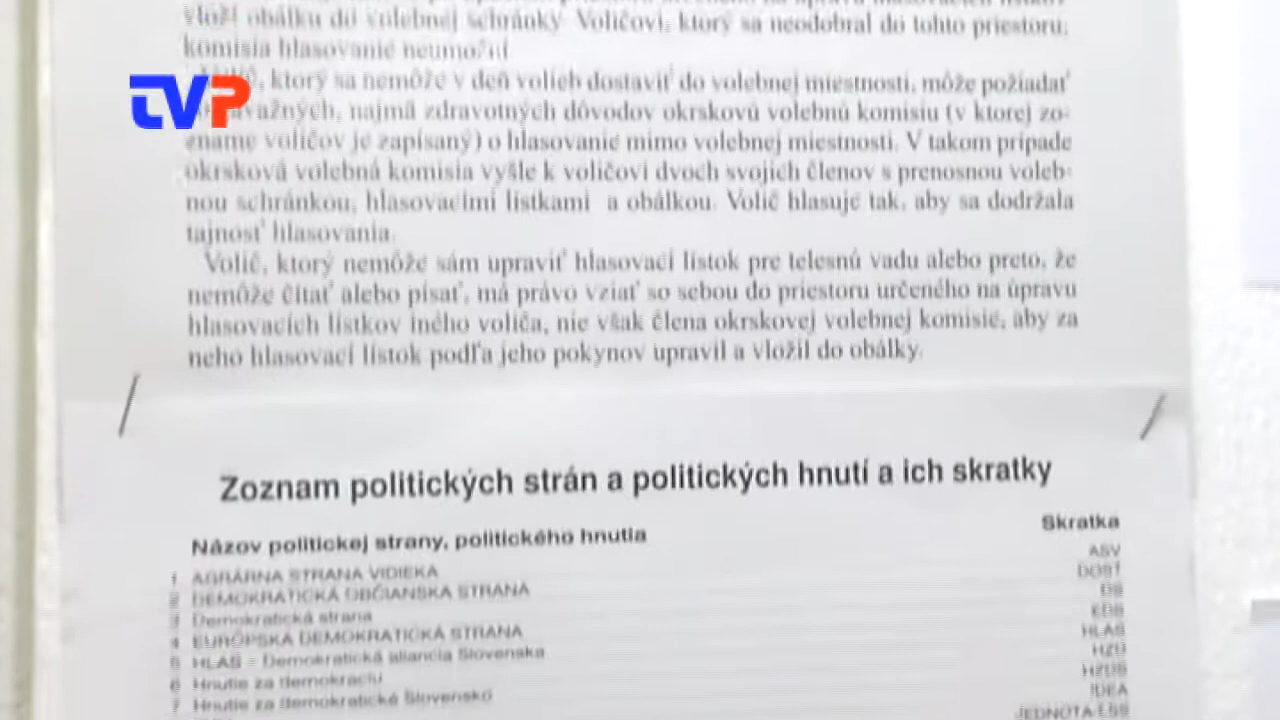 vloží obálku do volebnej schránky. Voličovi, ktorý sa neodobral do tohto priestoru,
komisia hlasovanie neumožní.
TVP
ktorý sa nemôže v deň volieb dostaviť do volebnej miestnosti, môže požiadať
najmä zdravotných dôvodov okrskovú volebnú komisiu (v ktorej zo-
zname voličov je zapísaný) o hlasovanie mimo volebnej miestnosti. V takom prípade
okrsková volebná komisia vyšle k voličovi dvoch svojich členov s prenosnou voleb-
nou schránkou, hlasovacími lístkami a obálkou. Volič hlasuje tak, aby sa dodržala
tajnosť hlasovania.
Volič, ktorý nemôže sám upraviť hlasovací lístok pre telesnú vadu alebo preto, že
nemôže čítať alebo písať, má právo vziať so sebou do priestoru určeného na úpravu
hlasovacích lístkov iného voliča, nie však člena okrskovej volebnej komisie, aby za
neho hlasovací lístok podľa jeho pokynov upravil a vložil do obálky.
Zoznam politických strán a politických hnutí a ich skratky
Názov politickej strany, politického hnutia Skratka
1 AGRÁRNA STRANA VIDIEKA ASV
2 DEMOKRATICKÁ OBČIANSKA STRANA
3 Demokratická strana DS
4 EURÓPSKA DEMOKRATICKÁ STRANA EDS
5 HLAS - Demokratická aliancia Slovenska HLAS
6 Hnutie za demokraciu HZD
7 Hnutie za demokratické Slovensko HZDS
IDEA
JEDNOTA-ĽSS